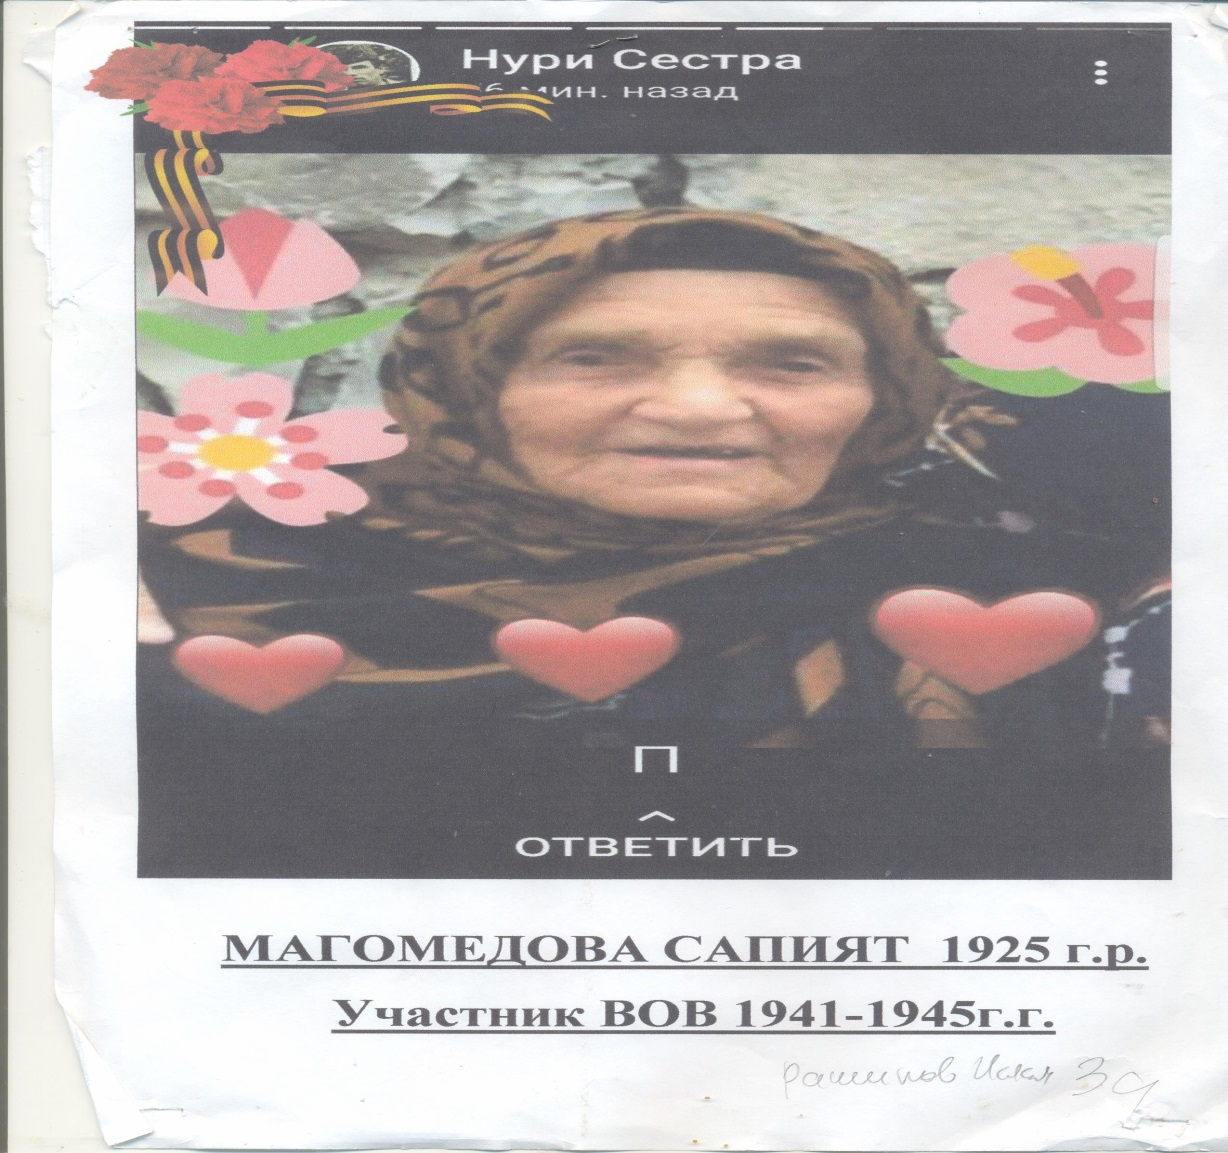 Нури Сестра
мин. назад
П
ОТВЕТИТЬ
МАГОМЕДОВА САПИЯТ 1925 г.р.
Участник ВОВ 1941-1945г.г.